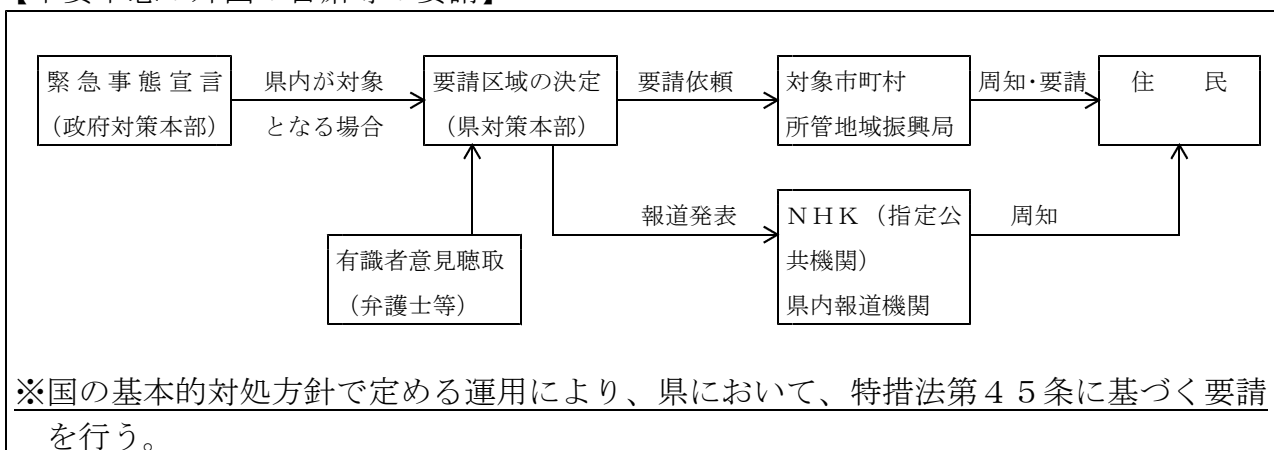 緊急事態宣言
（政府対策本部）
県内が対象
となる場合
要請区域の決定
（県対策本部）
要請依頼
対象市町村
所管地域振興局
周知・要請
住　　民
報道発表
ＮＨＫ（指定公
共機関）
県内報道機関
周知
有識者意見聴取
（弁護士等）
※国の基本的対処方針で定める運用により、県において、特措法第４５条に基づく要請
を行う。